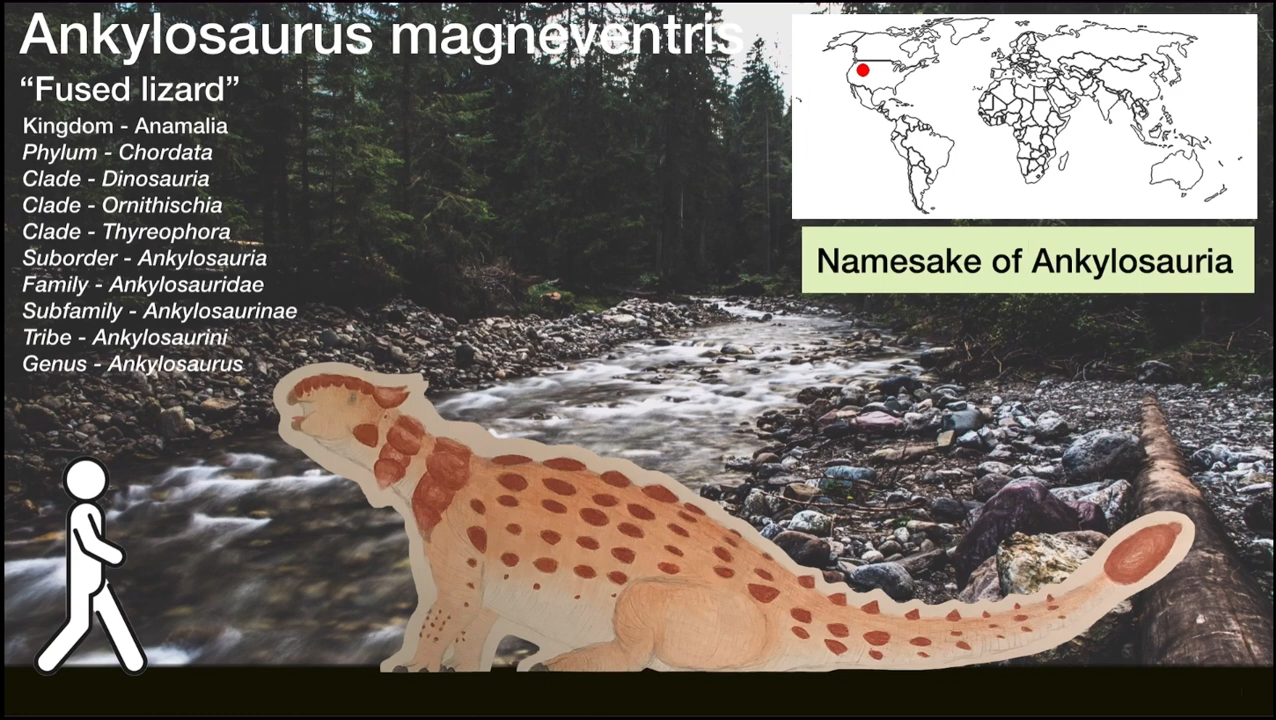 Ankylosaurus magneventris
“Fused lizard”
Kingdom - Anamalia
Phylum - Chordata
Clade - Dinosauria
Clade - Ornithischia
Clade - Thyreophora
Suborder - Ankylosauria
Family - Ankylosauridae
Subfamily - Ankylosaurinae
Tribe - Ankylosaurini
Genus - Ankylosaurus
Namesake of Ankylosauria